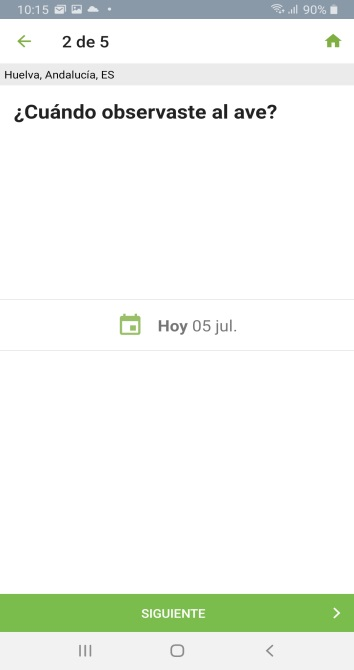 10:15 90%
2 de 5
Huelva, Andalucía, ES
¿Cuándo observaste al ave?
Hoy 05 jul.
SIGUIENTE